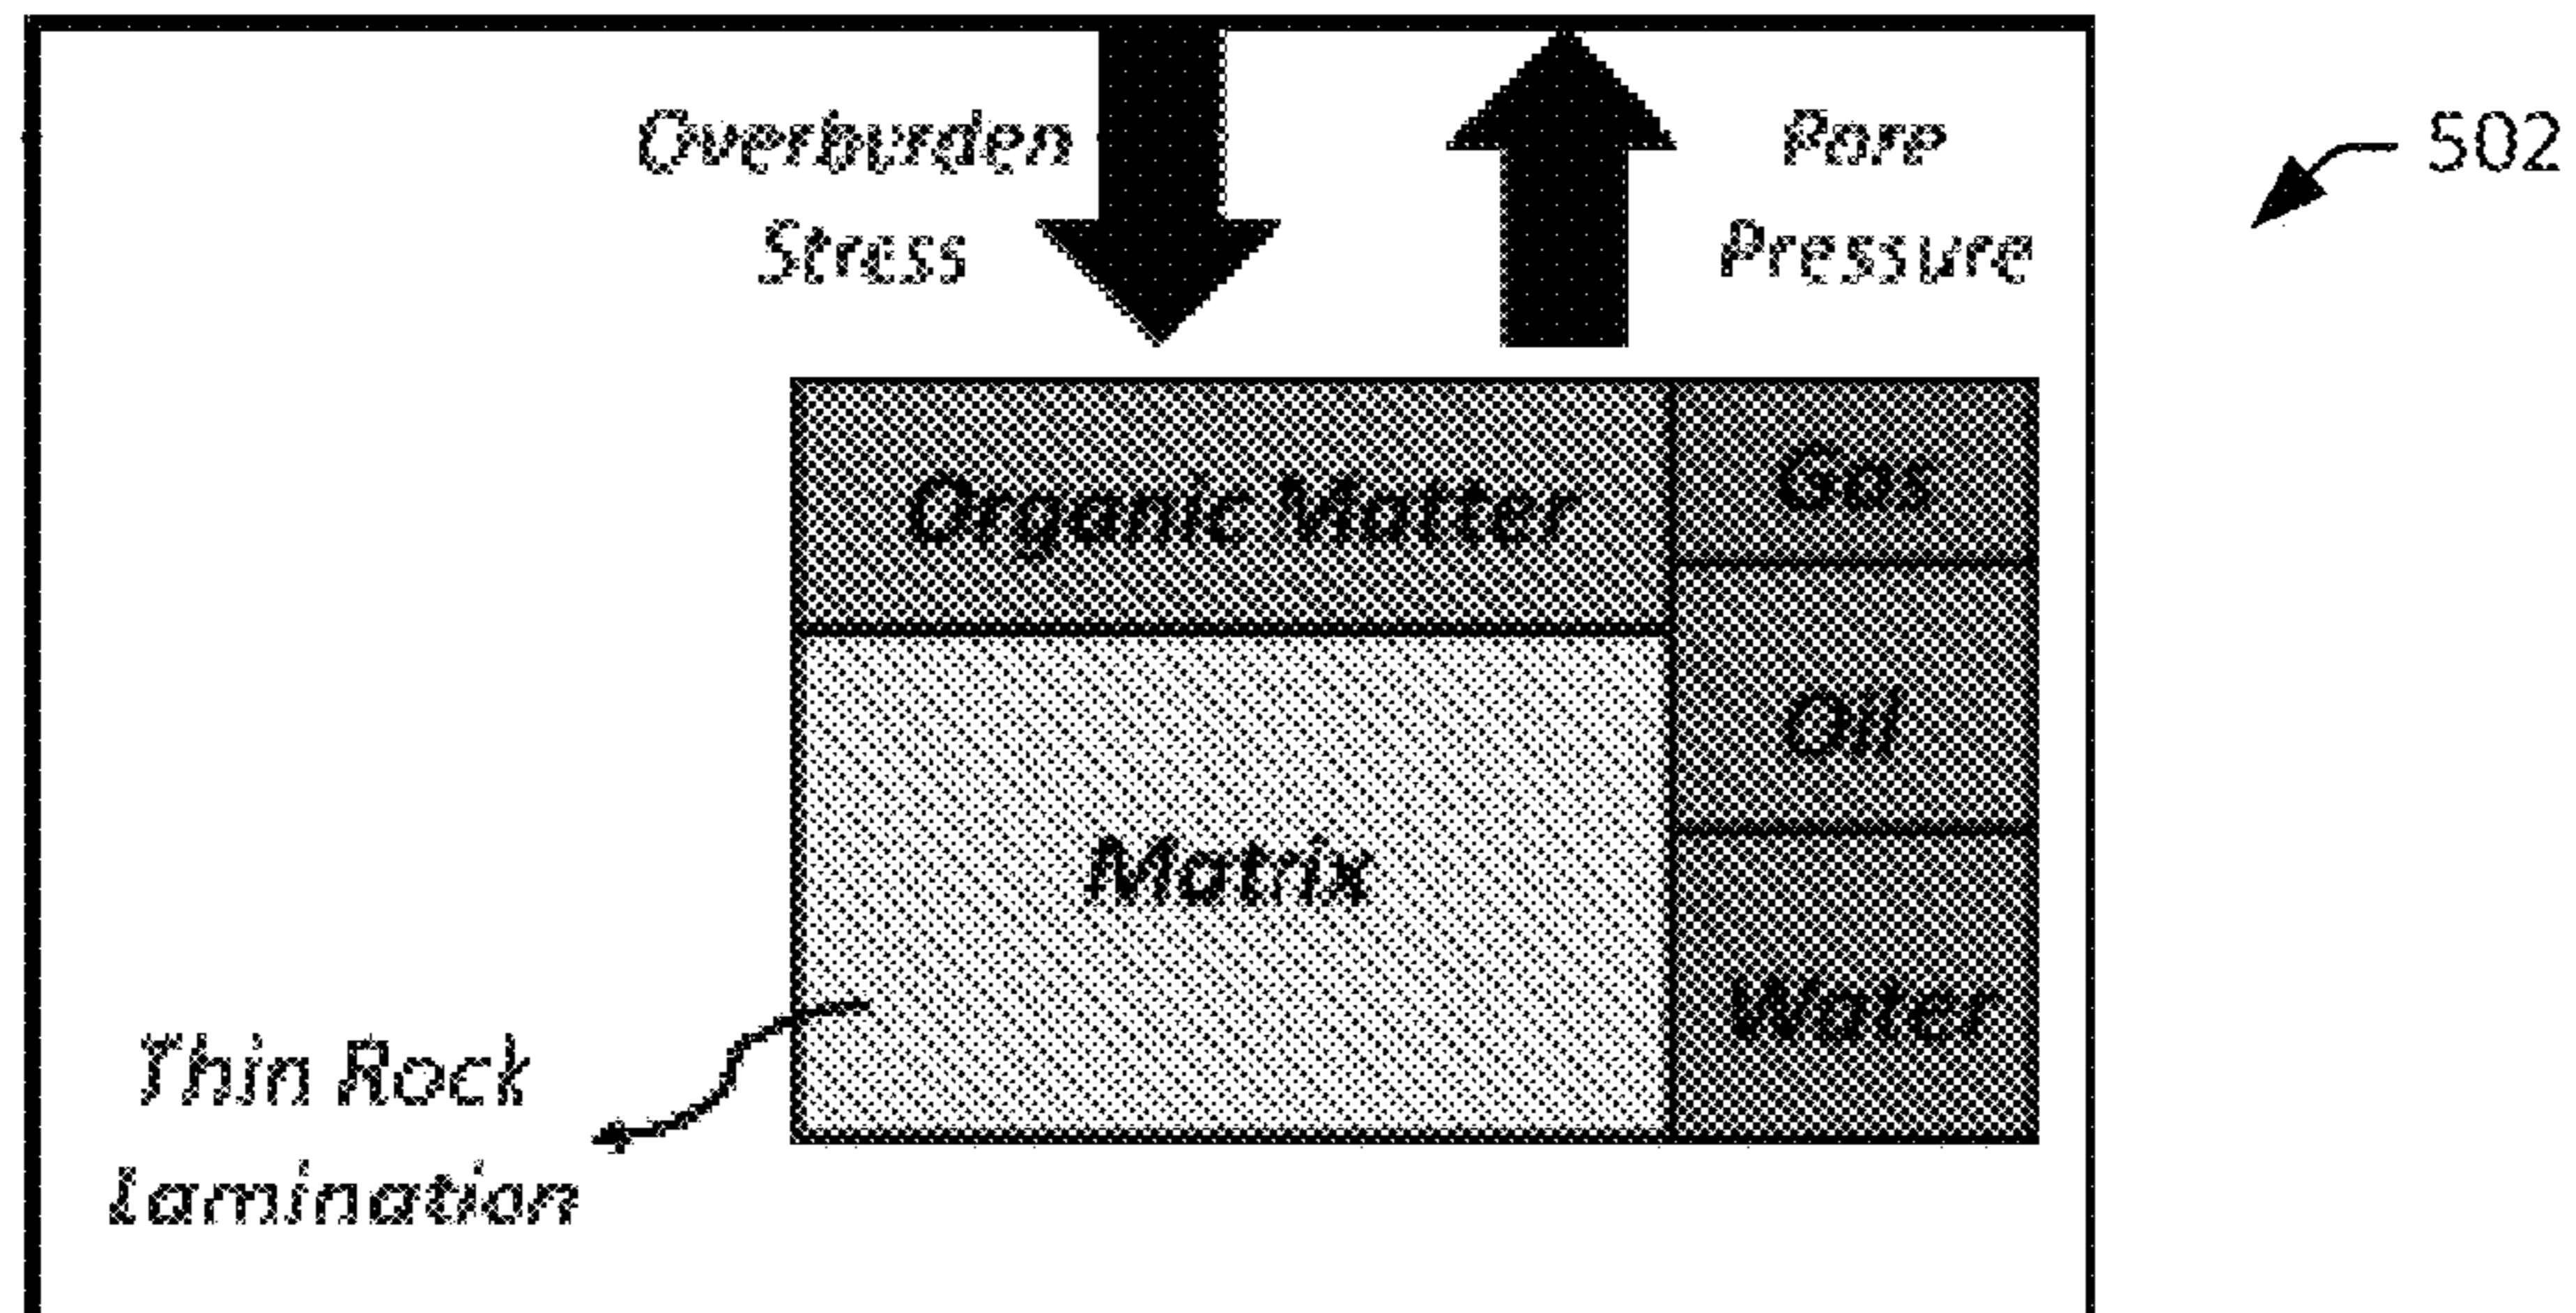 Overburden
Stress
Pore
Pressure
502
Organic Matter
Gas
Oil
Matrix
Water
Thin Rock
Lamination